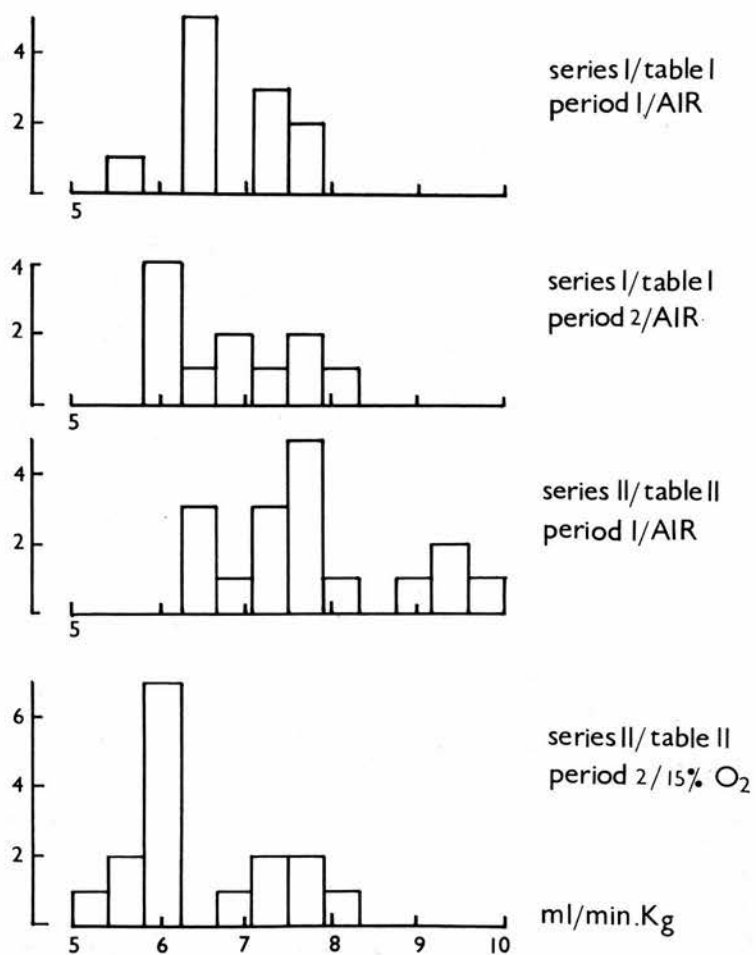 4
2
5
series I/table I
period I/AIR
4
2
5
series I/table I
period 2/AIR
4
2
5
series II/table II
period I/AIR
6
4
2
5 6 7 8 9 10
series II/table II
period 2/15% O₂
ml/min.Kg